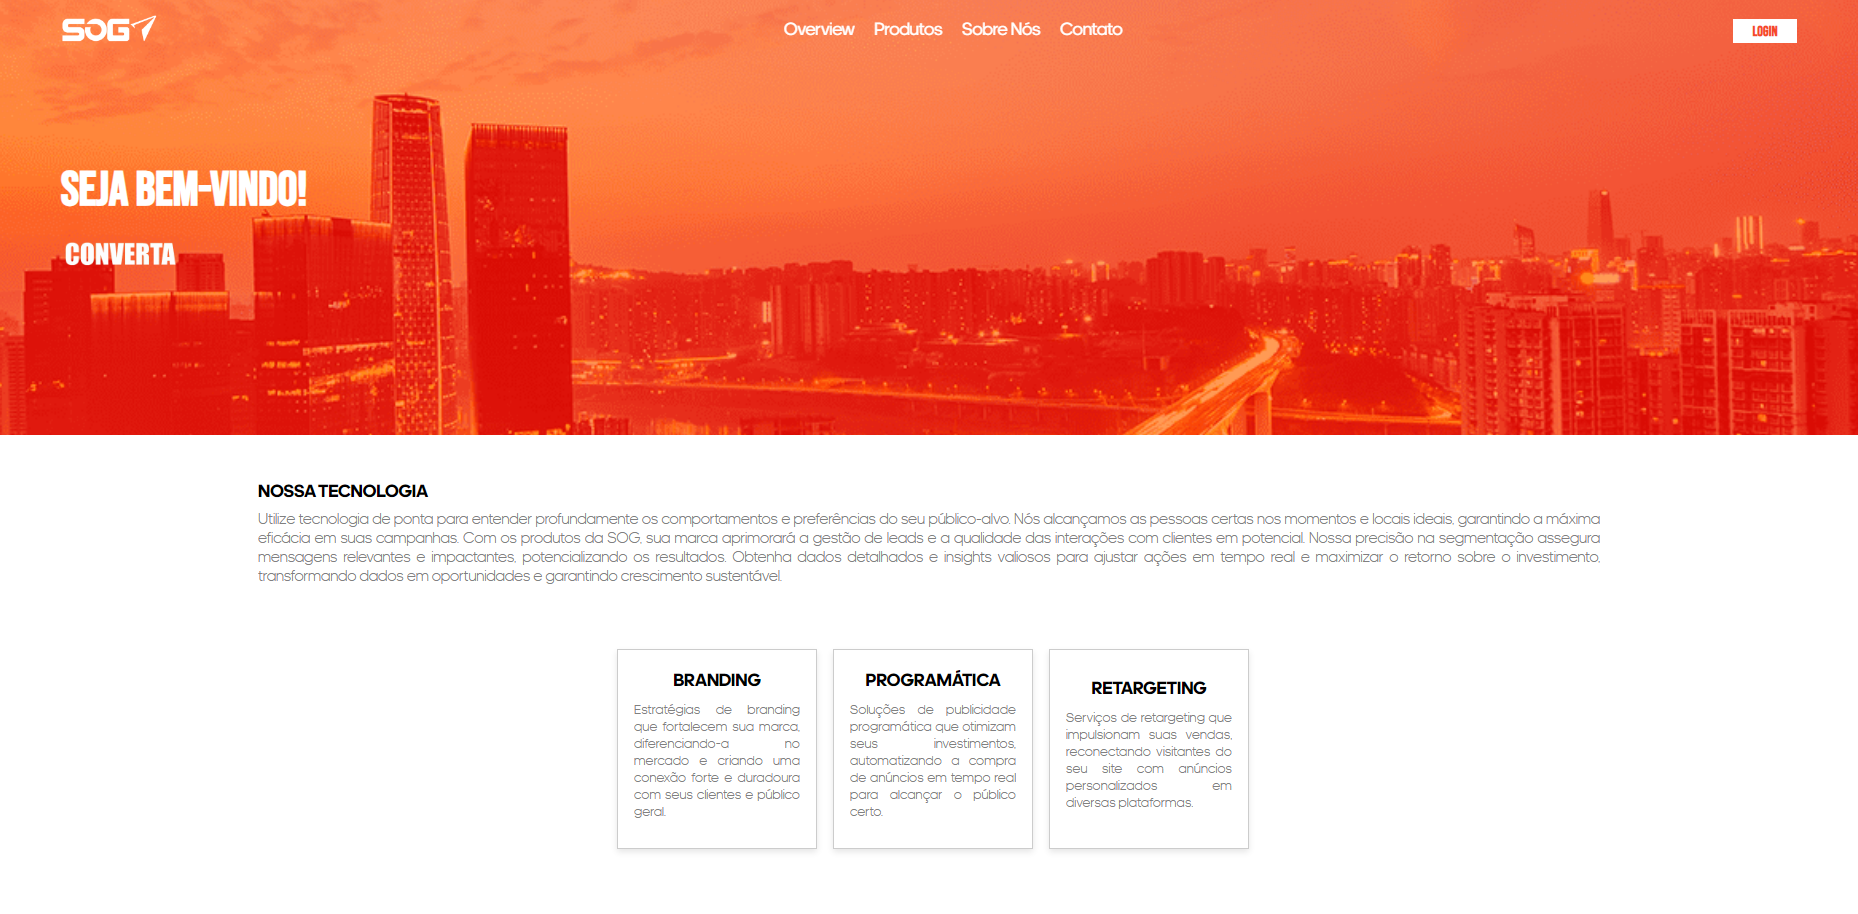 SOG
Overview Produtos Sobre Nós Contato
LOGIN
SEJA BEM-VINDO!
CONVERTA
NOSSA TECNOLOGIA
Utilize tecnologia de ponta para entender profundamente os comportamentos e preferências do seu público-alvo. Nós alcançamos as pessoas certas nos momentos e locais ideais, garantindo a máxima
eficácia em suas campanhas. Com os produtos da SOG, sua marca aprimorará a gestão de leads e a qualidade das interações com clientes em potencial. Nossa precisão na segmentação assegura
mensagens relevantes e impactantes, potencializando os resultados. Obtenha dados detalhados e insights valiosos para ajustar ações em tempo real e maximizar o retorno sobre o investimento,
transformando dados em oportunidades e garantindo crescimento sustentável.
BRANDING
Estratégias de branding
que fortalecem sua marca,
diferenciando-a no
mercado e criando uma
conexão forte e duradoura
com seus clientes e público
geral.
PROGRAMÁTICA
Soluções de publicidade
programática que otimizam
seus investimentos,
automatizando a compra
de anúncios em tempo real
para alcançar o público
certo.
RETARGETING
Serviços de retargeting que
impulsionam suas vendas,
reconectando visitantes do
seu site com anúncios
personalizados em
diversas plataformas.